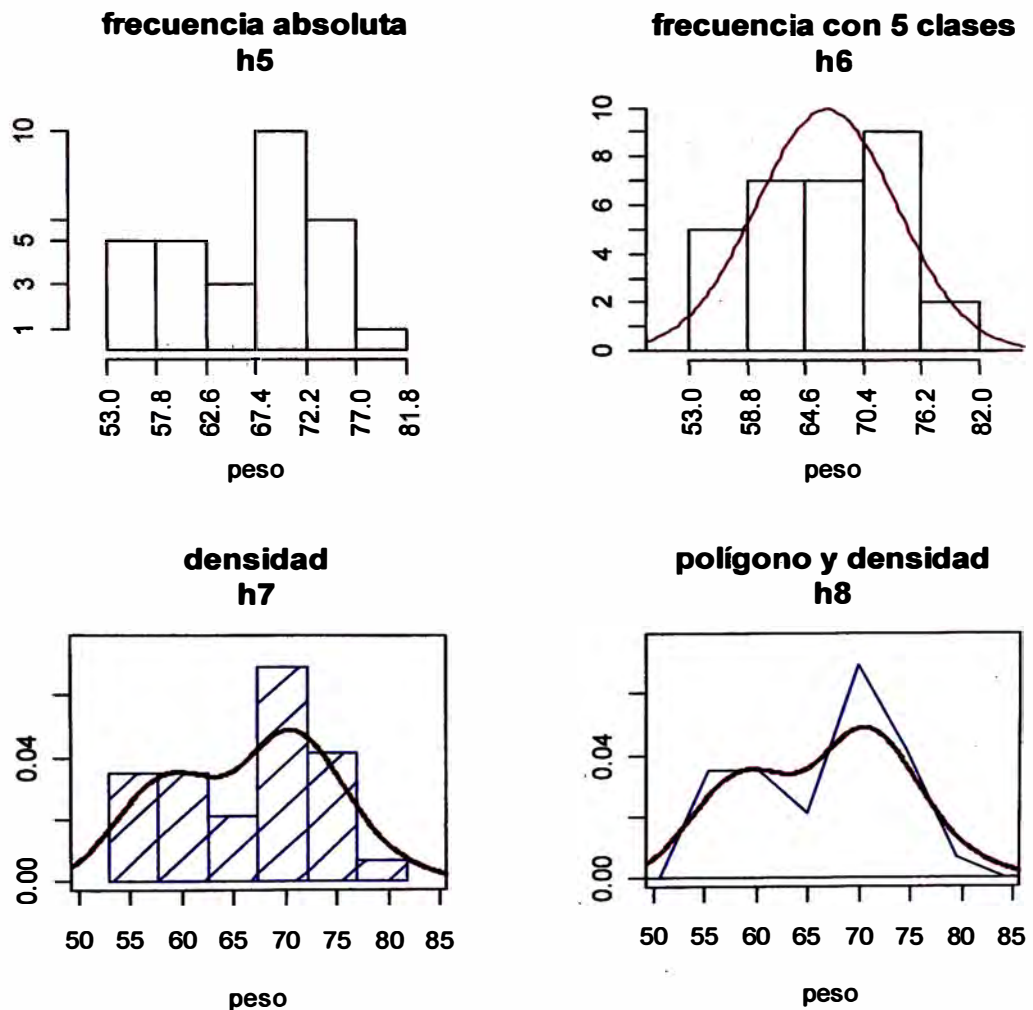 frecuencia absoluta
h5
10
5
3
1
53.0 57.8 62.6 67.4 72.2 77.0 81.8
peso
frecuencia con 5 clases
h6
10
8
6
4
2
0
53.0 58.8 64.6 70.4 76.2 82.0
peso
densidad
h7
0.04
0.00
50 55 60 65 70 75 80 85
peso
polígono y densidad
h8
0.04
0.00
50 55 60 65 70 75 80 85
peso